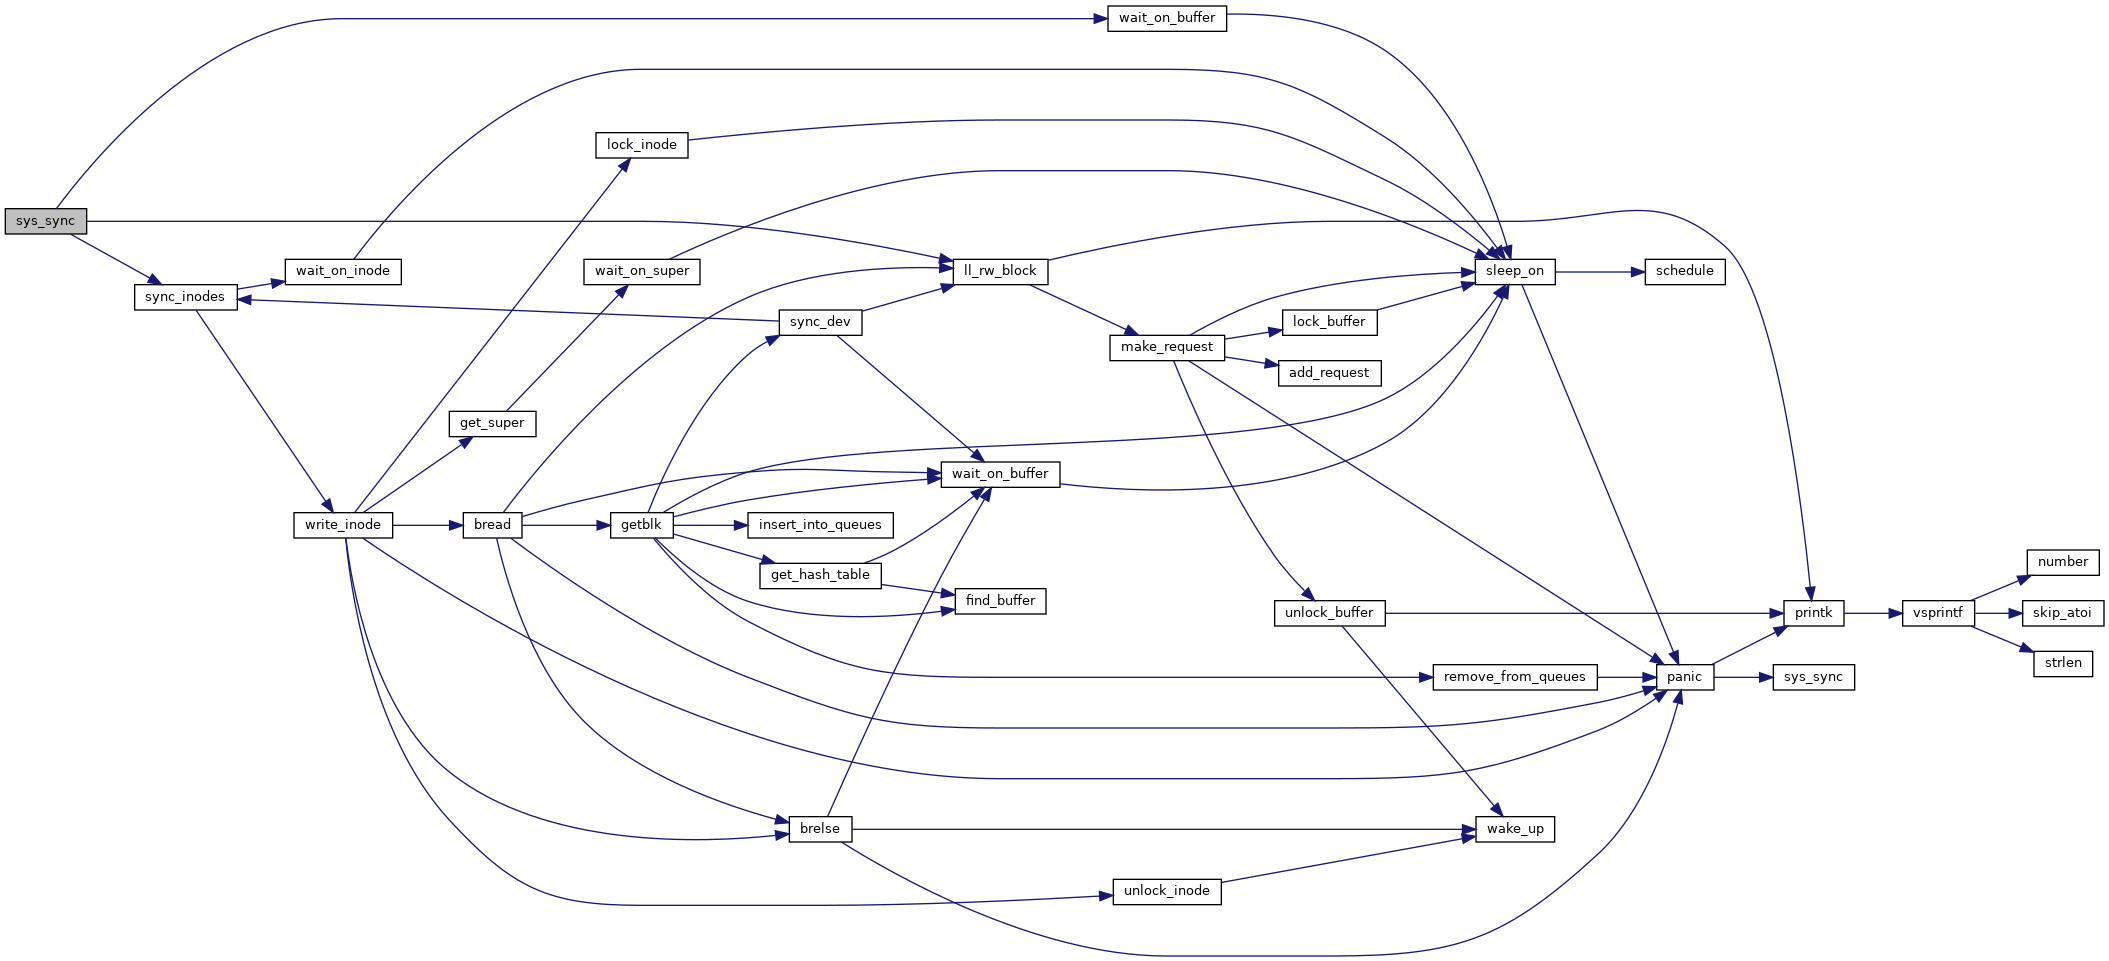 wait_on_buffer
lock_inode
sys_sync
wait_on_inode
wait_on_super
ll_rw_block
sleep_on
schedule
sync_inodes
sync_dev
lock_buffer
make_request
add_request
get_super
wait_on_buffer
write_inode
bread
getblk
insert_into_queues
number
get_hash_table
find_buffer
unlock_buffer
printk
vsprintf
skip_atoi
strlen
remove_from_queues
panic
sys_sync
brelse
wake_up
unlock_inode